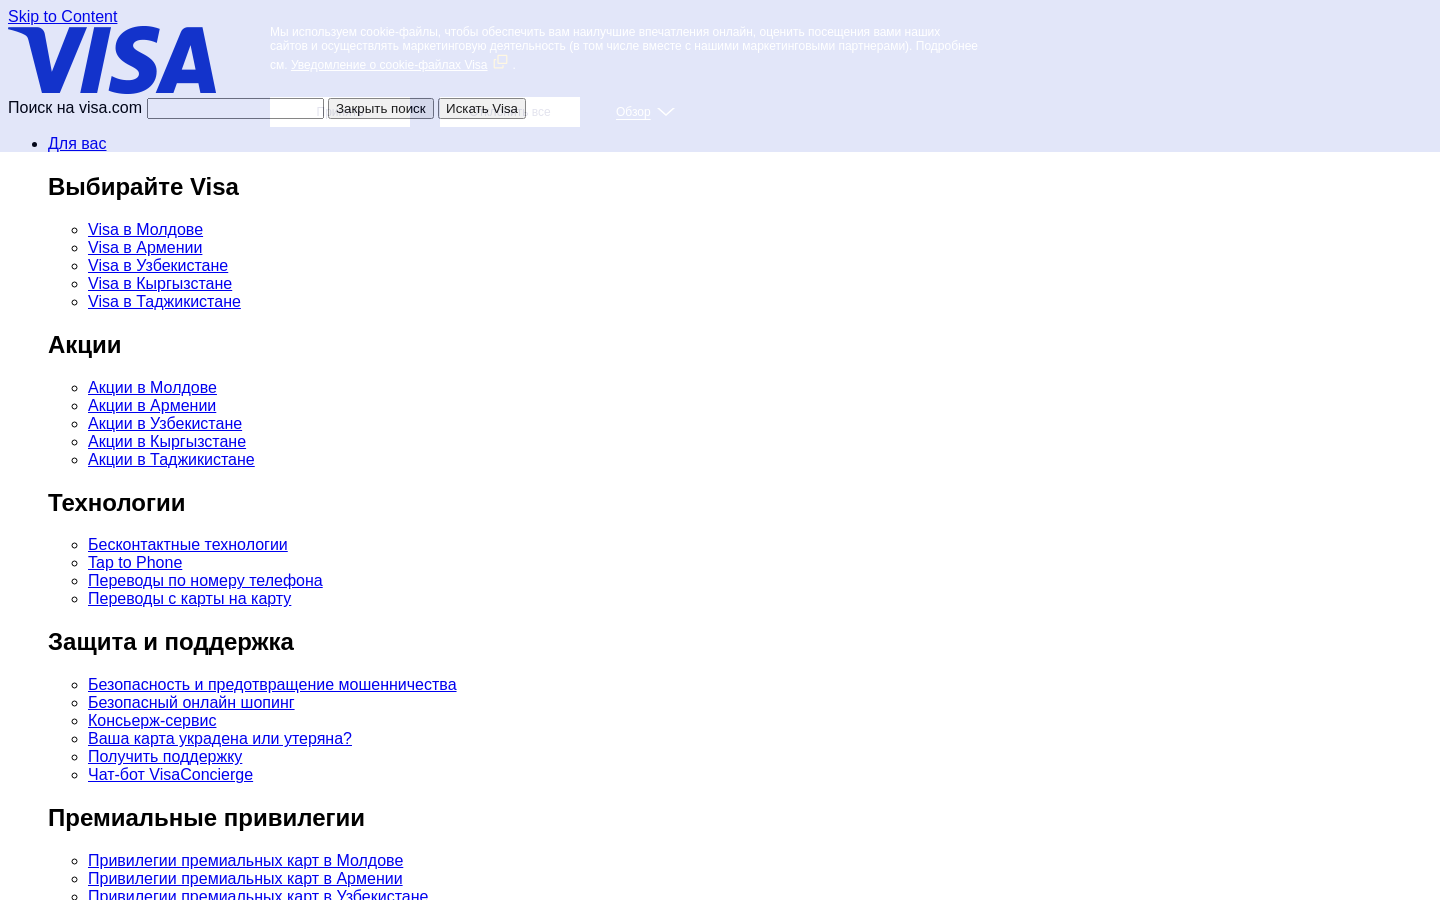 Skip to Content
VISA
Мы используем cookie-файлы, чтобы обеспечить вам наилучшие впечатления онлайн, оценить посещения вами наших
сайтов и осуществлять маркетинговую деятельность (в том числе вместе с нашими маркетинговыми партнерами). Подробнее
см. Уведомление о cookie-файлах Visa .
Поиск на visa.com Закрыть поиск Искать Visa
все Обзор
Для вас
Выбирайте Visa
Visa в Молдове
Visa в Армении
Visa в Узбекистане
Visa в Кыргызстане
Visa в Таджикистане
Акции
Акции в Молдове
Акции в Армении
Акции в Узбекистане
Акции в Кыргызстане
Акции в Таджикистане
Технологии
Бесконтактные технологии
Tap to Phone
Переводы по номеру телефона
Переводы с карты на карту
Защита и поддержка
Безопасность и предотвращение мошенничества
Безопасный онлайн шопинг
Консьерж-сервис
Ваша карта украдена или утеряна?
Получить поддержку
Чат-бот VisaConcierge
Премиальные привилегии
Привилегии премиальных карт в Молдове
Привилегии премиальных карт в Армении
Привилегии премиальных карт в Узбекистане